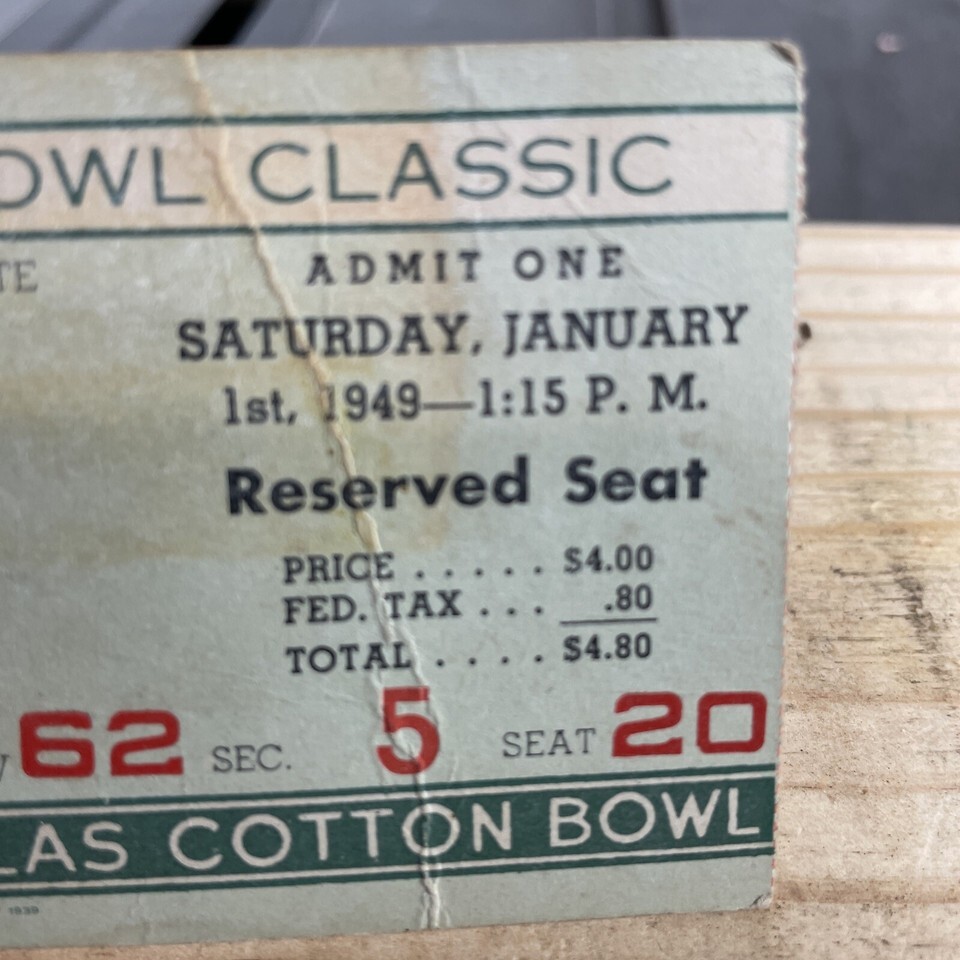 OWL CLASSIC
TE
ADMIT ONE
SATURDAY, JANUARY
1st, 1949—1:15 P. M.
Reserved Seat
PRICE ..... $4.00
FED. TAX ... .80
TOTAL .... $4.80
62 SEC. 5 SEAT 20
LAS COTTON BOWL
1939